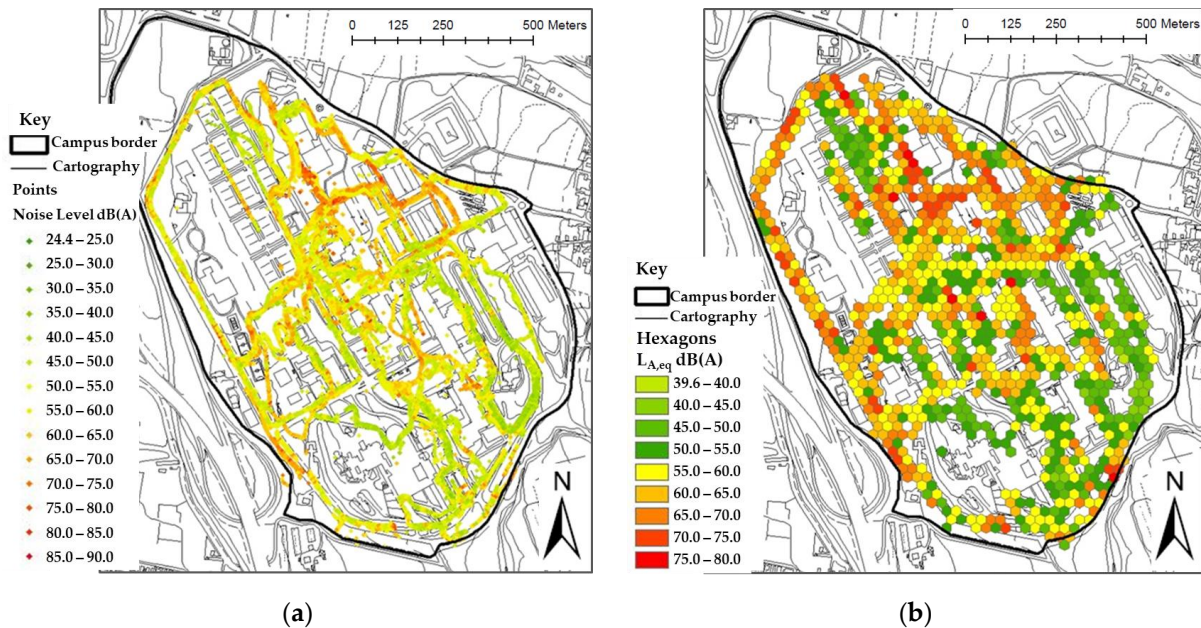 0 125 250 500 Meters
Key
Campus border
Cartography
Points
Noise Level dB(A)
24.4 – 25.0
25.0 – 30.0
30.0 – 35.0
35.0 – 40.0
40.0 – 45.0
45.0 – 50.0
50.0 – 55.0
55.0 – 60.0
60.0 – 65.0
65.0 – 70.0
70.0 – 75.0
75.0 – 80.0
80.0 – 85.0
85.0 – 90.0
N
(a)
0 125 250 500 Meters
Key
Campus border
Cartography
Hexagons
LA,eq dB(A)
39.6 – 40.0
40.0 – 45.0
45.0 – 50.0
50.0 – 55.0
55.0 – 60.0
60.0 – 65.0
65.0 – 70.0
70.0 – 75.0
75.0 – 80.0
N
(b)